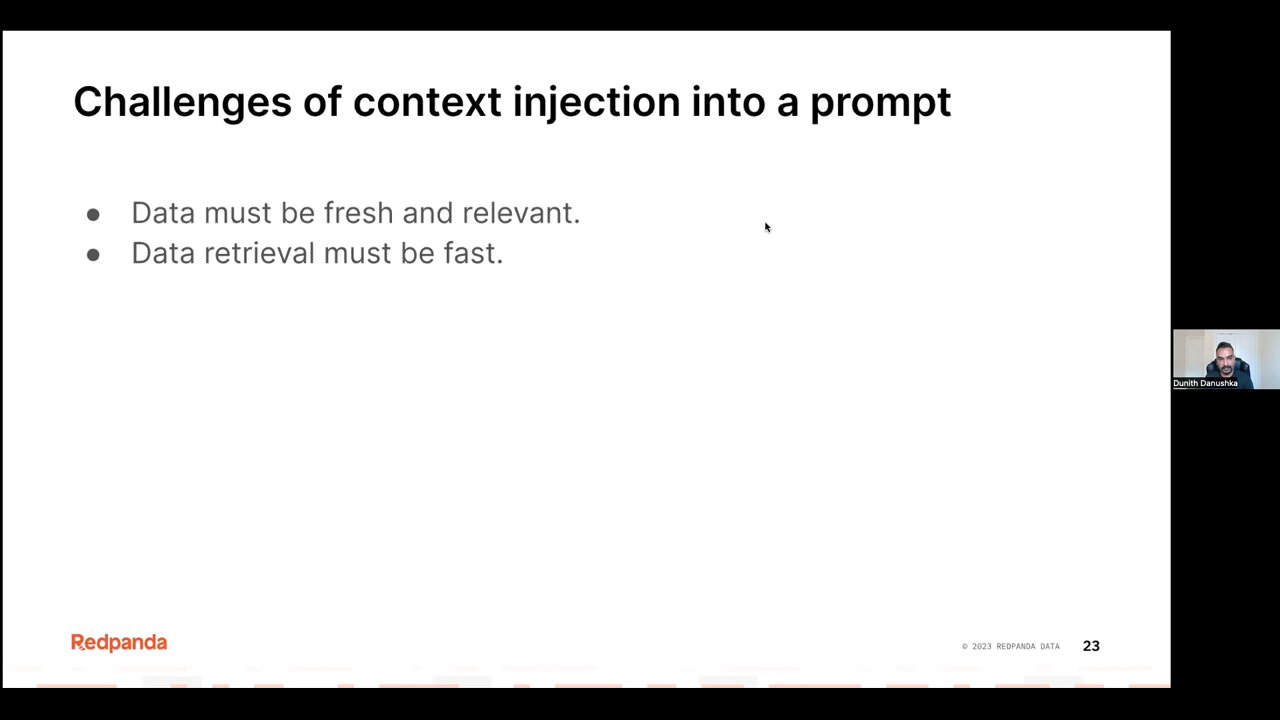 Challenges of context injection into a prompt
● Data must be fresh and relevant.
● Data retrieval must be fast.
Dunith Danushka
Redpanda
© 2023 REDPANDA DATA 23